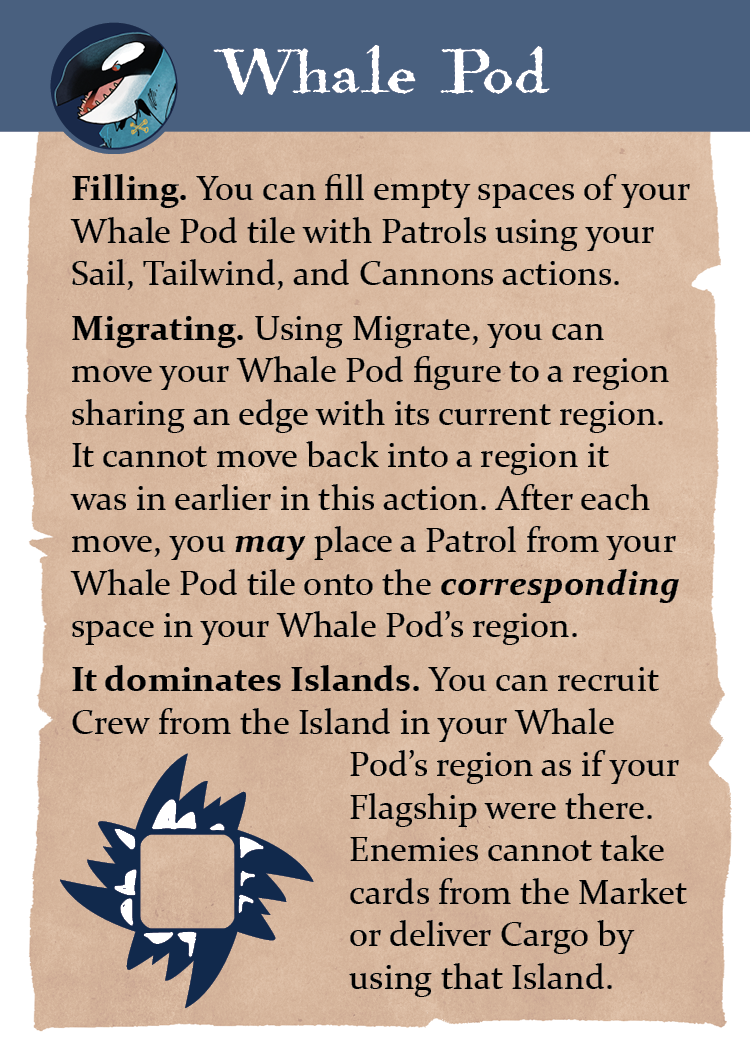 Whale Pod
Filling. You can fill empty spaces of your
Whale Pod tile with Patrols using your
Sail, Tailwind, and Cannons actions.
Migrating. Using Migrate, you can
move your Whale Pod figure to a region
sharing an edge with its current region.
It cannot move back into a region it
was in earlier in this action. After each
move, you may place a Patrol from your
Whale Pod tile onto the corresponding
space in your Whale Pod’s region.
It dominates Islands. You can recruit
Crew from the Island in your Whale
Pod’s region as if your
Flagship were there.
Enemies cannot take
cards from the Market
or deliver Cargo by
using that Island.